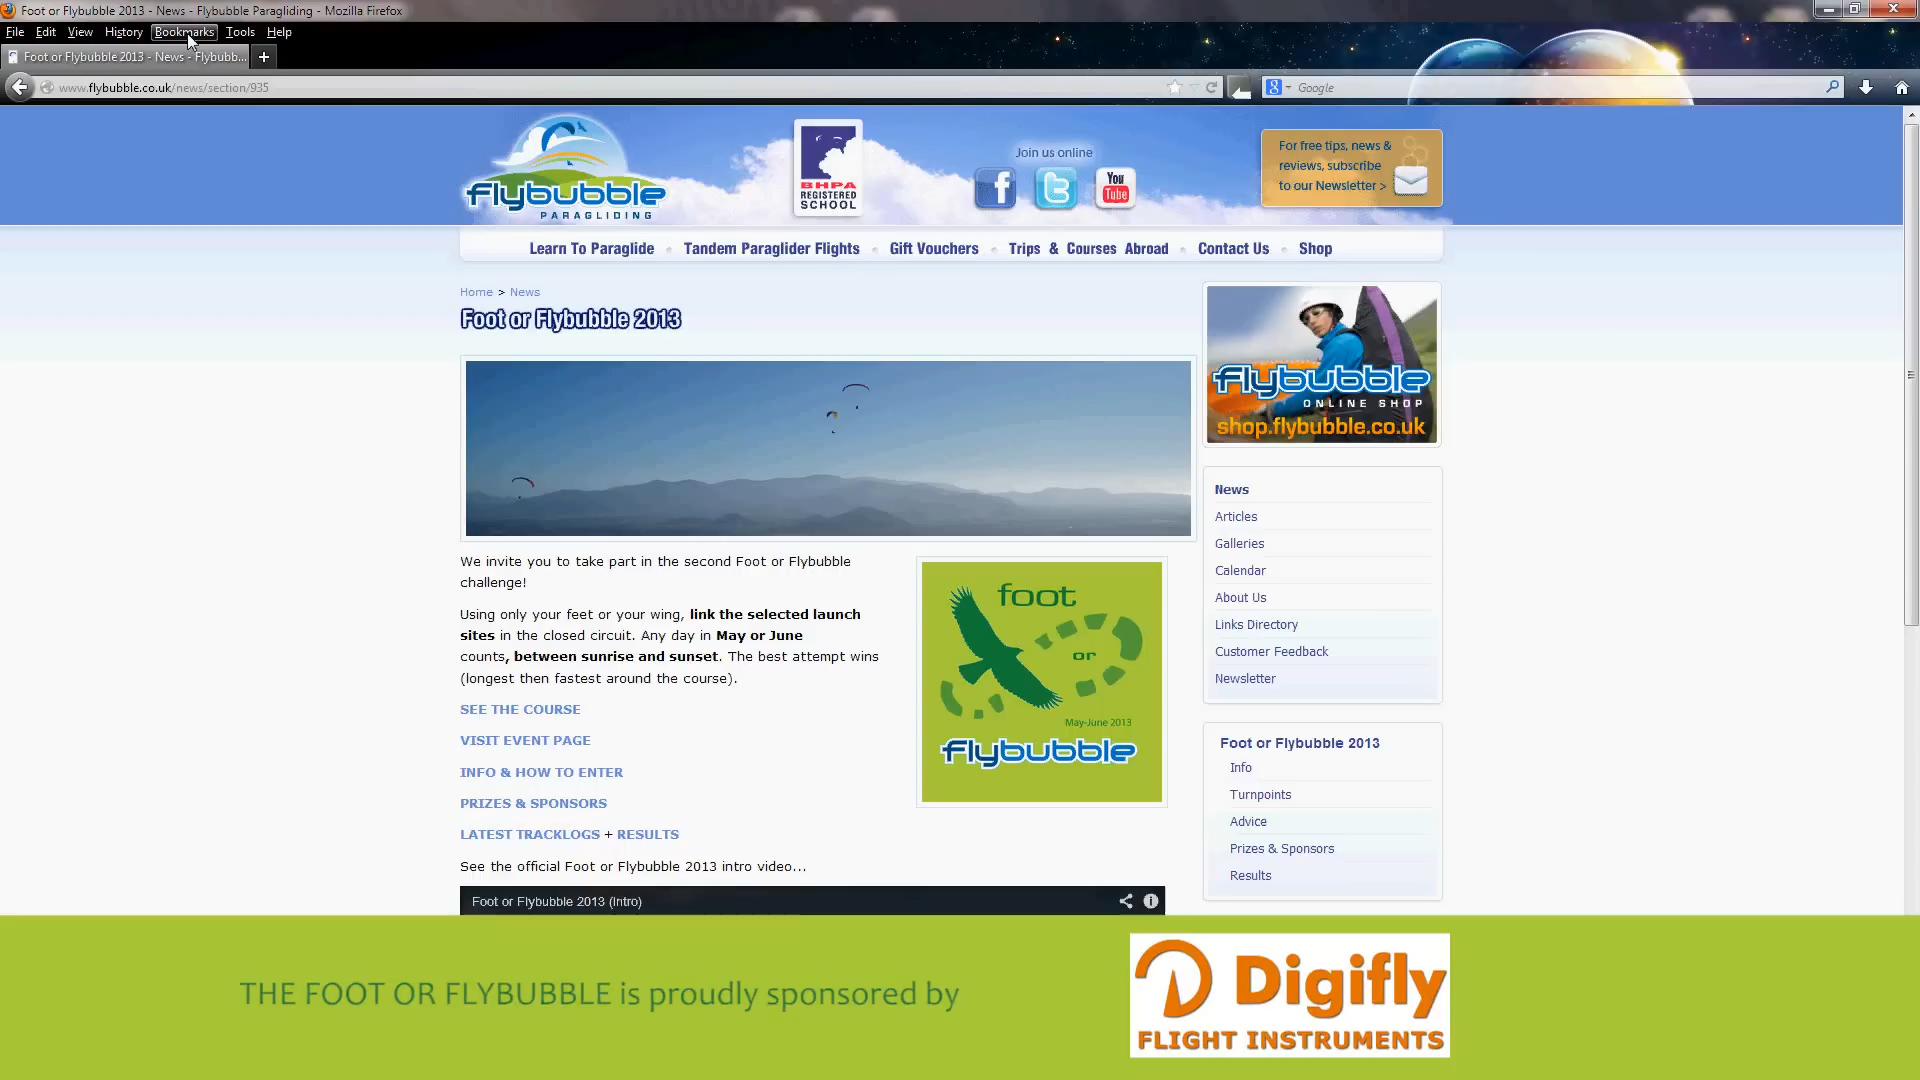 Foot or Flybubble 2013 - News - Flybubble Paragliding - Mozilla Firefox
File Edit View History Bookmarks Tools Help
Foot or Flybubble 2013 - News - Flybubb... +
www.flybubble.co.uk/news/section/935
8 Google
flybubble
PARAGLIDING
BHPA
REGISTERED
SCHOOL
Join us online
f t You Tube
For free tips, news &
reviews, subscribe
to our Newsletter >
Learn To Paraglide Tandem Paraglider Flights Gift Vouchers Trips & Courses Abroad Contact Us Shop
Home > News
Foot or Flybubble 2013
We invite you to take part in the second Foot or Flybubble
challenge!
Using only your feet or your wing, link the selected launch
sites in the closed circuit. Any day in May or June
counts, between sunrise and sunset. The best attempt wins
(longest then fastest around the course).
SEE THE COURSE
VISIT EVENT PAGE
INFO & HOW TO ENTER
PRIZES & SPONSORS
LATEST TRACKLOGS + RESULTS
See the official Foot or Flybubble 2013 intro video...
Foot or Flybubble 2013 (Intro)
foot
or
May-June 2013
flybubble
flybubble
ONLINE SHOP
shop.flybubble.co.uk
News
Articles
Galleries
Calendar
About Us
Links Directory
Customer Feedback
Newsletter
Foot or Flybubble 2013
Info
Turnpoints
Advice
Prizes & Sponsors
Results
THE FOOT OR FLYBUBBLE is proudly sponsored by
Digifly
FLIGHT INSTRUMENTS